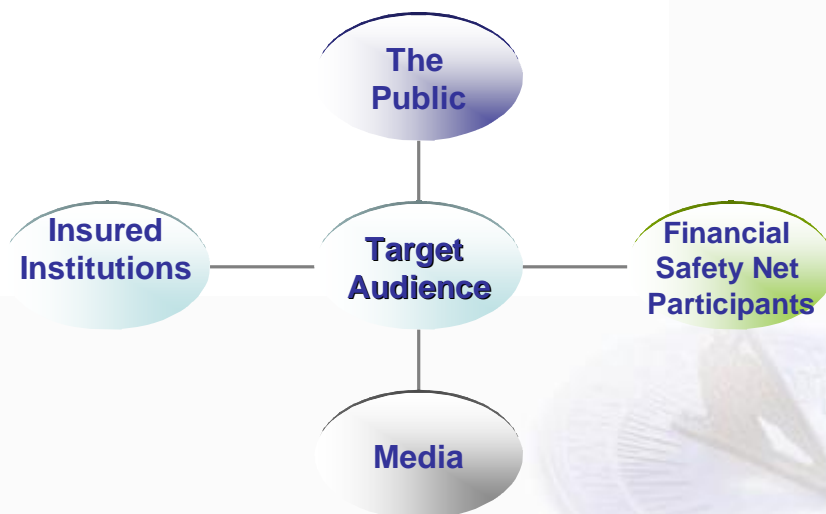 The
Public
Insured
Institutions
Target
Audience
Financial
Safety Net
Participants
Media